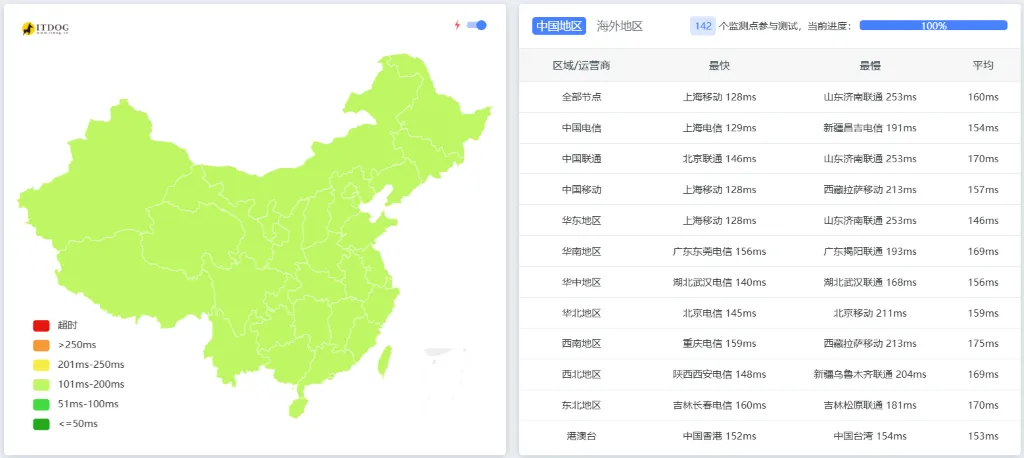 ITDOG
www.itdog.cn
超时
>250ms
201ms-250ms
101ms-200ms
51ms-100ms
<=50ms
中国地区 海外地区 142 个监测点参与测试，当前进度： 100%
区域/运营商 最快 最慢 平均
全部节点 上海移动 128ms 山东济南联通 253ms 160ms
中国电信 上海电信 129ms 新疆昌吉电信 191ms 154ms
中国联通 北京联通 146ms 山东济南联通 253ms 170ms
中国移动 上海移动 128ms 西藏拉萨移动 213ms 157ms
华东地区 上海移动 128ms 山东济南联通 253ms 146ms
华南地区 广东东莞电信 156ms 广东揭阳联通 193ms 169ms
华中地区 湖北武汉电信 140ms 湖北武汉联通 168ms 156ms
华北地区 北京电信 145ms 北京移动 211ms 159ms
西南地区 重庆电信 159ms 西藏拉萨移动 213ms 175ms
西北地区 陕西西安电信 148ms 新疆乌鲁木齐联通 204ms 169ms
东北地区 吉林长春电信 160ms 吉林松原联通 181ms 170ms
港澳台 中国香港 152ms 中国台湾 154ms 153ms